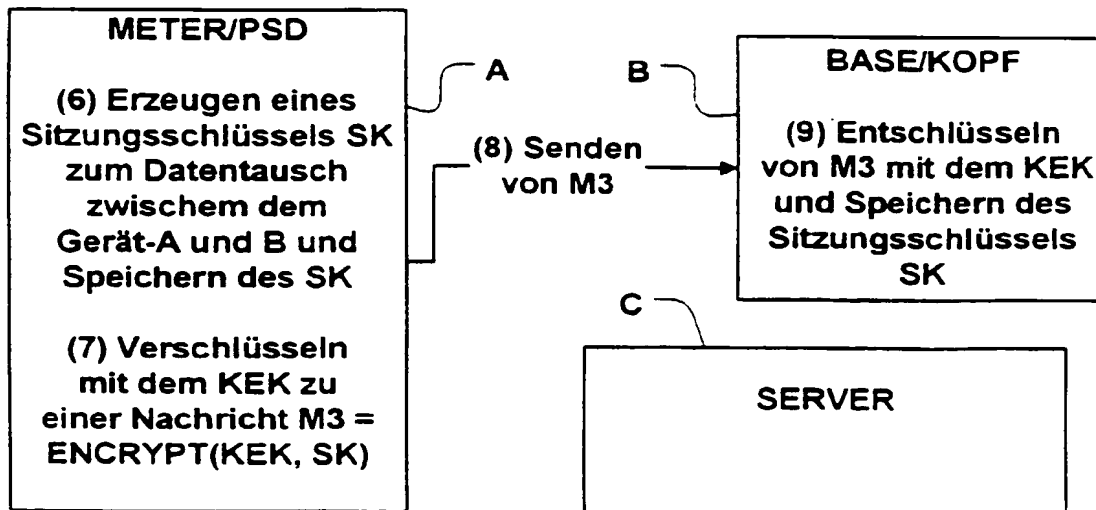 METER/PSD
(6) Erzeugen eines
Sitzungsschlüssels SK
zum Datentausch
zwischem dem
Gerät-A und B und
Speichern des SK
(7) Verschlüsseln
mit dem KEK zu
einer Nachricht M3 =
ENCRYPT(KEK, SK)
A
(8) Senden
von M3
B
BASE/KOPF
(9) Entschlüsseln
von M3 mit dem KEK
und Speichern des
Sitzungsschlüssels
SK
C
SERVER